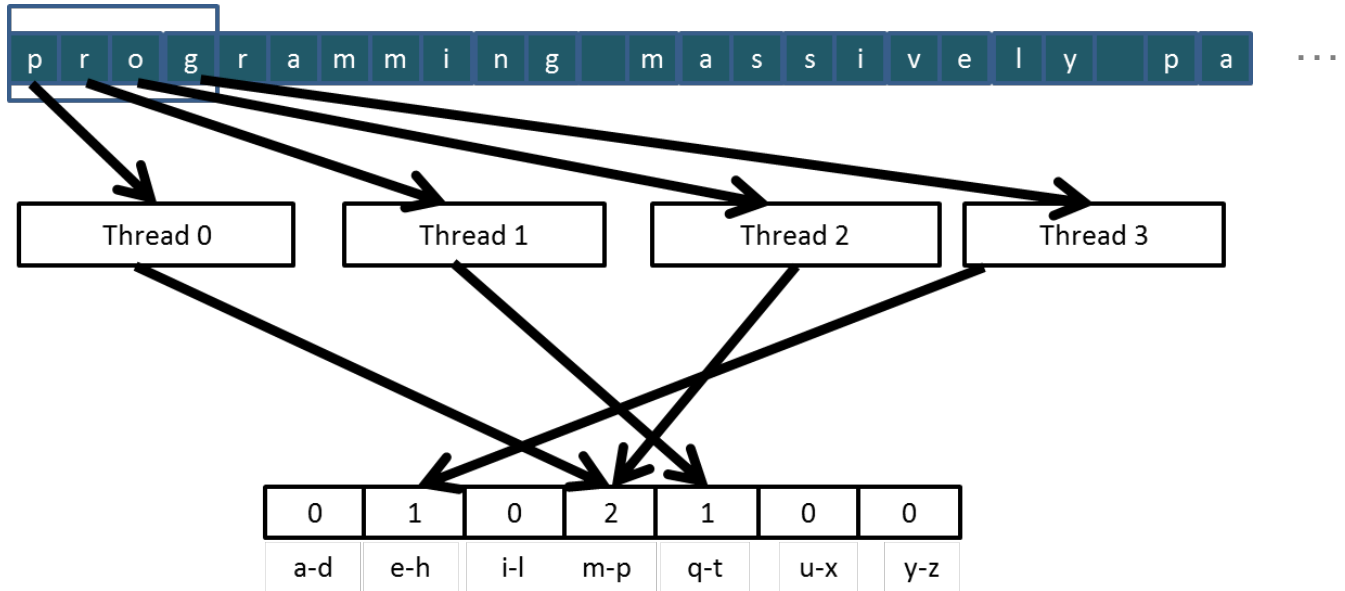 p r o g r a m m i n g m a s s i v e l y p a ...
Thread 0 Thread 1 Thread 2 Thread 3
0 1 0 2 1 0 0
a-d e-h i-l m-p q-t u-x y-z